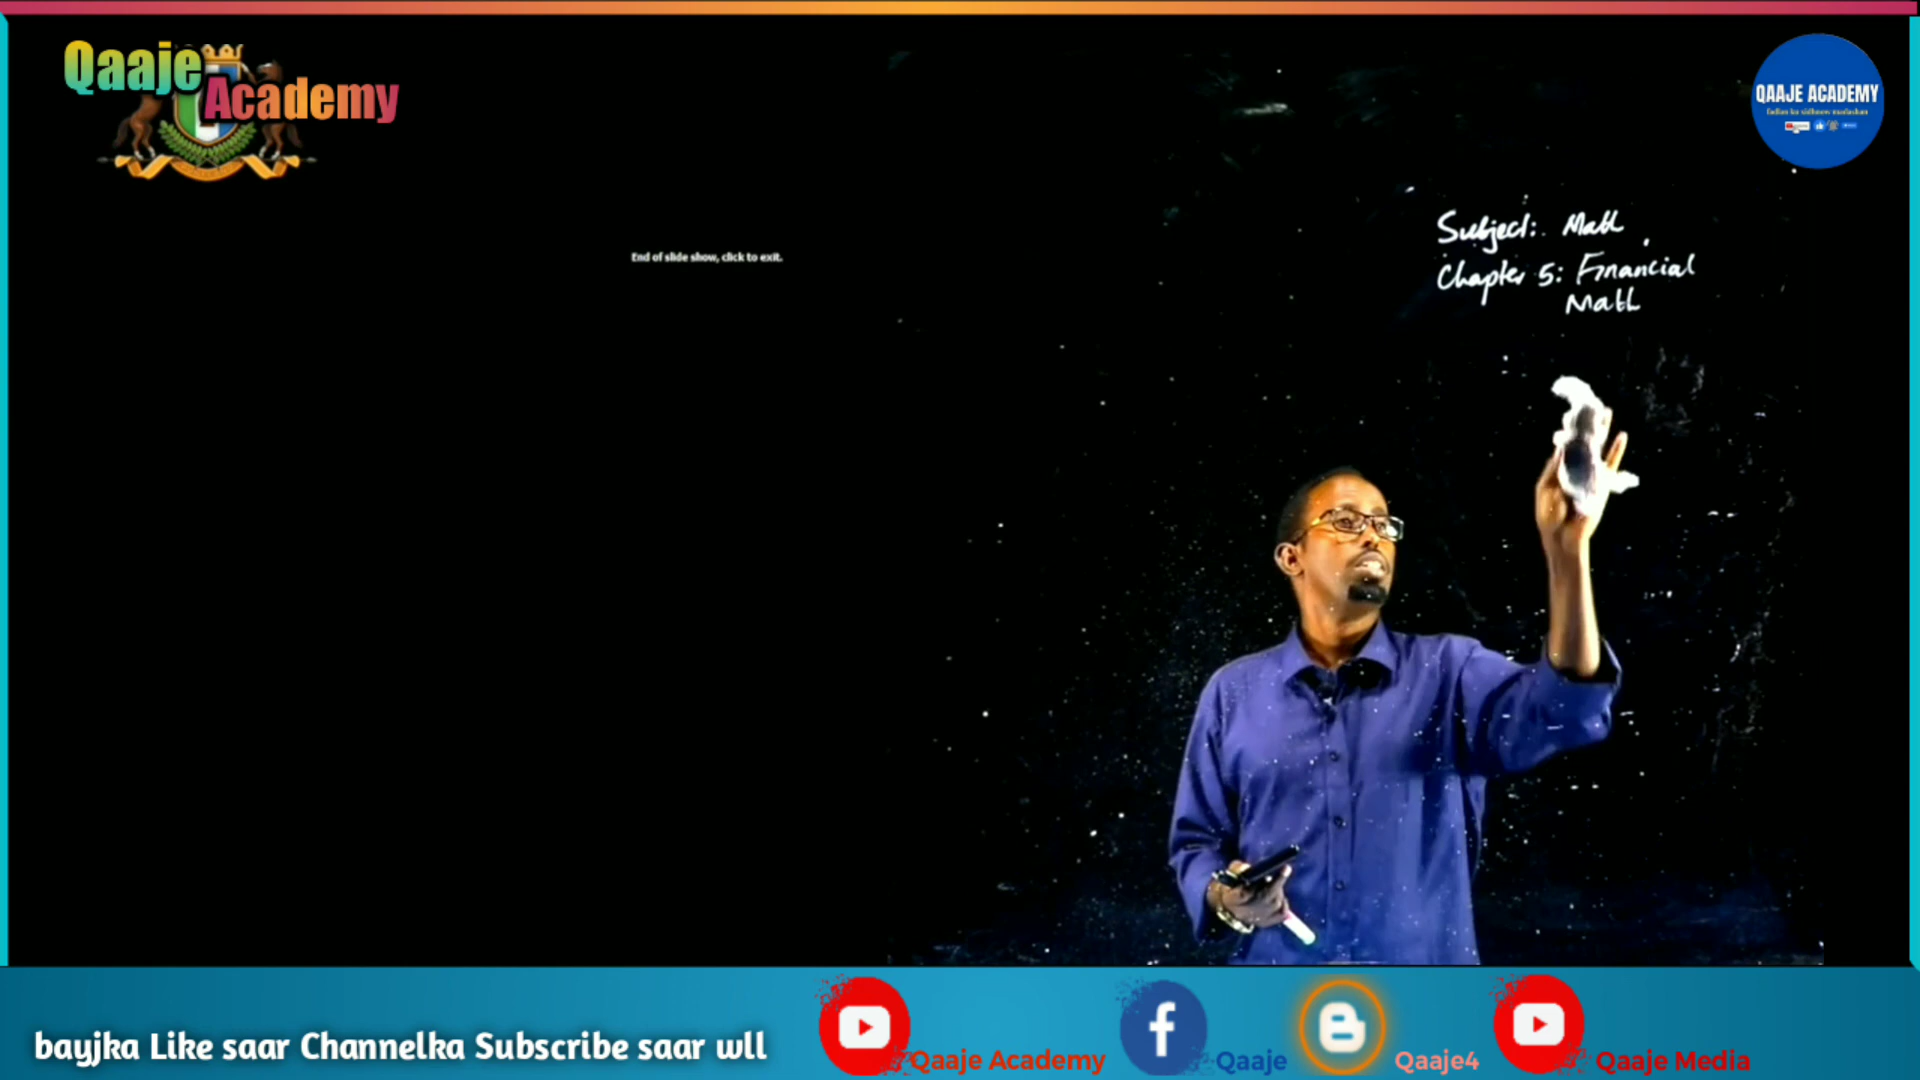 Qaaje
Academy
QAAJE ACADEMY
End of slide show, click to exit.
Subject: Math
Chapter 5: Financial
Math
bayjka Like saar Channelka Subscribe saar wll
Qaaje Academy
Qaaje
Qaaje4
Qaaje Media